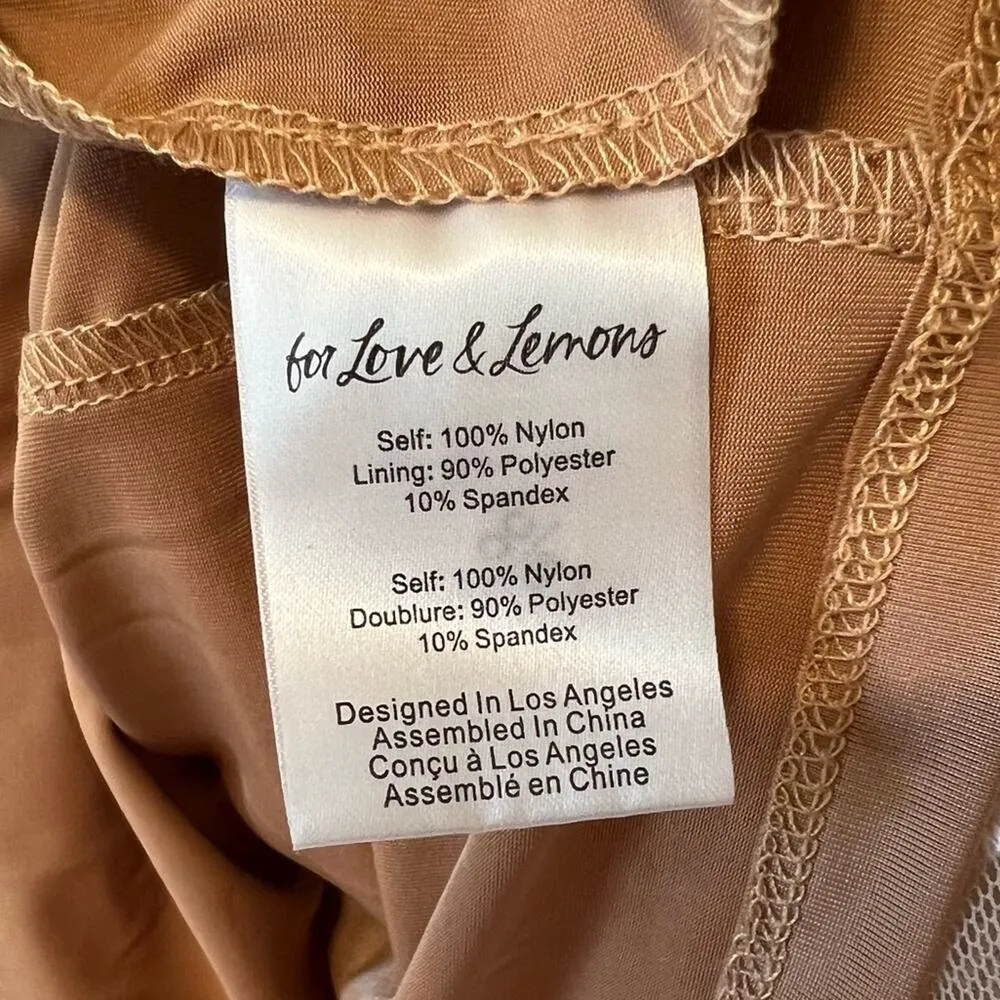 for Love & Lemons
Self: 100% Nylon
Lining: 90% Polyester
10% Spandex
Self: 100% Nylon
Doublure: 90% Polyester
10% Spandex
Designed In Los Angeles
Assembled In China
Conçu à Los Angeles
Assemblé en Chine